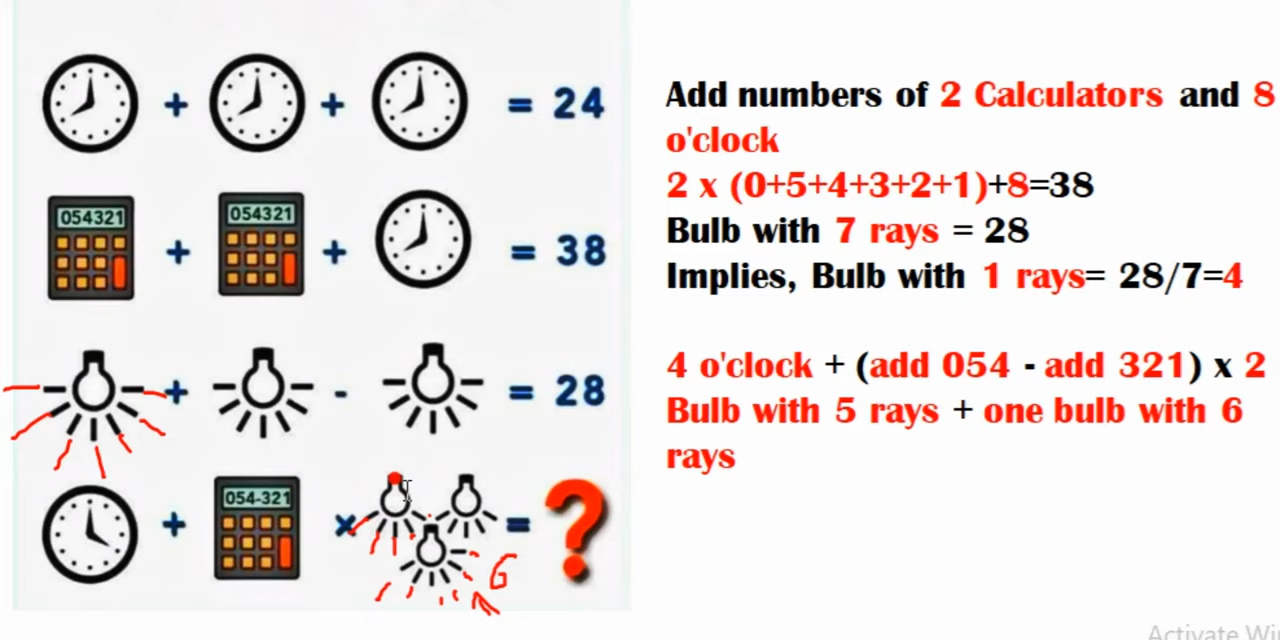 + + = 24
054321 + 054321 + = 38
+ - = 28
+ 054-321 x = ?
6
Add numbers of 2 Calculators and 8
o'clock
2 x (0+5+4+3+2+1)+8=38
Bulb with 7 rays = 28
Implies, Bulb with 1 rays= 28/7=4
4 o'clock + (add 054 - add 321) x 2
Bulb with 5 rays + one bulb with 6
rays
Activate Wi